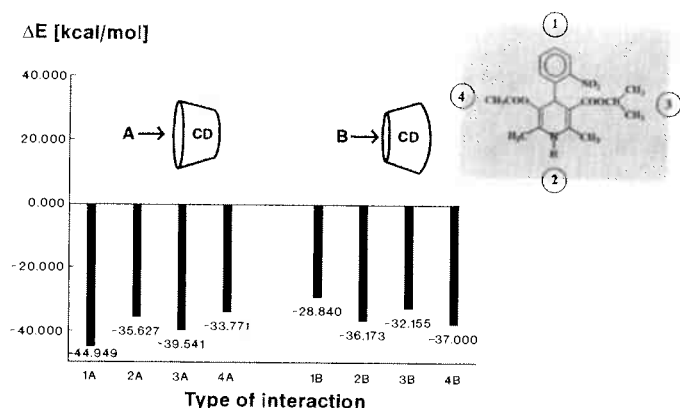 ΔE [kcal/mol]
40.000
20.000
0.000
-20.000
-40.000
A
CD
B
CD
1
NO₂
4
CH₃COO
COOCH
CH₃
CH₃
3
H₃C
N
CH₃
H
2
-44.949
-35.627
-39.541
-33.771
-28.840
-36.173
-32.155
-37.000
1A 2A 3A 4A 1B 2B 3B 4B
Type of interaction